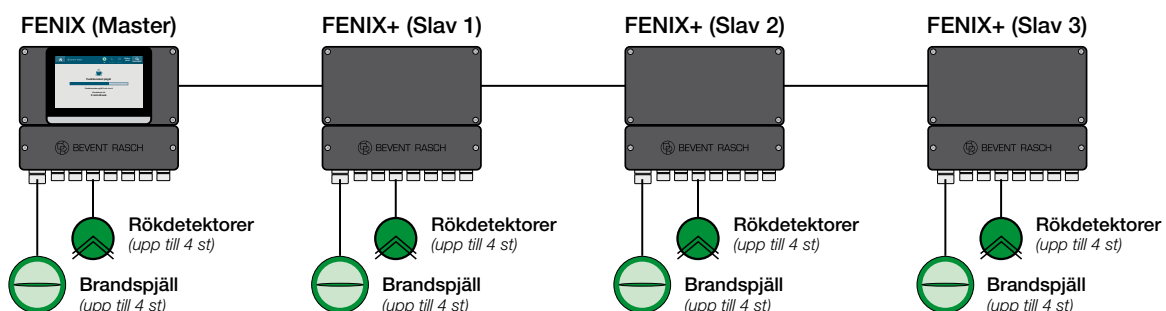 FENIX (Master)
FENIX+ (Slav 1)
FENIX+ (Slav 2)
FENIX+ (Slav 3)
BEVENT RASCH
BEVENT RASCH
BEVENT RASCH
BEVENT RASCH
Rökdetektorer
(upp till 4 st)
Rökdetektorer
(upp till 4 st)
Rökdetektorer
(upp till 4 st)
Rökdetektorer
(upp till 4 st)
Brandspjäll
(upp till 4 st)
Brandspjäll
(upp till 4 st)
Brandspjäll
(upp till 4 st)
Brandspjäll
(upp till 4 st)